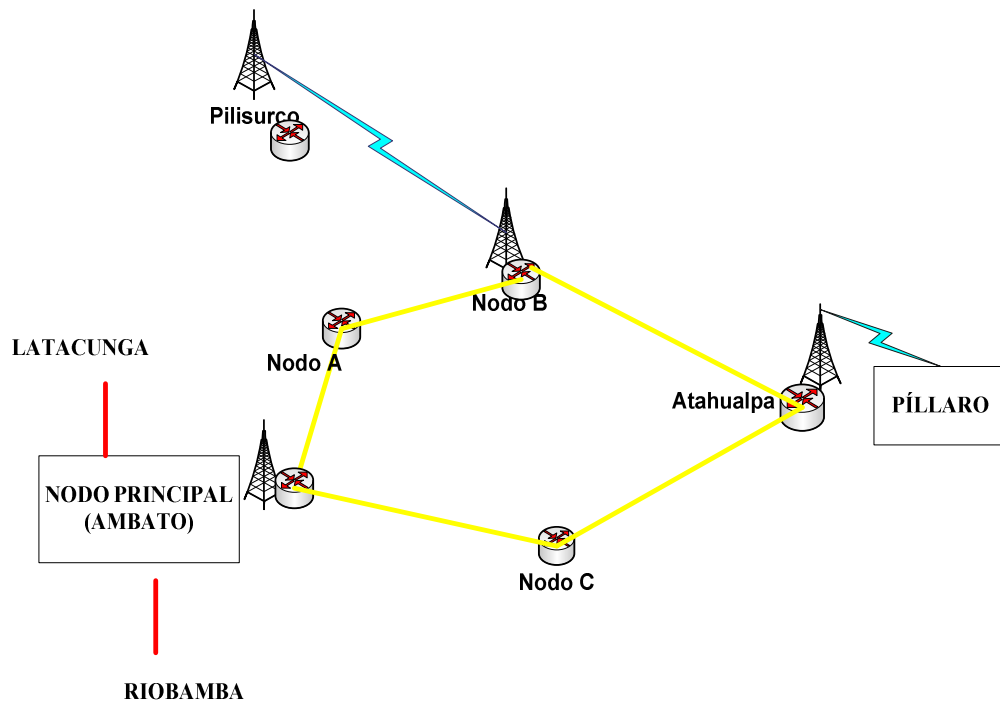 Pilisurco
Nodo B
Nodo A
LATACUNGA
Atahualpa
PÍLLARO
NODO PRINCIPAL
(AMBATO)
Nodo C
RIOBAMBA